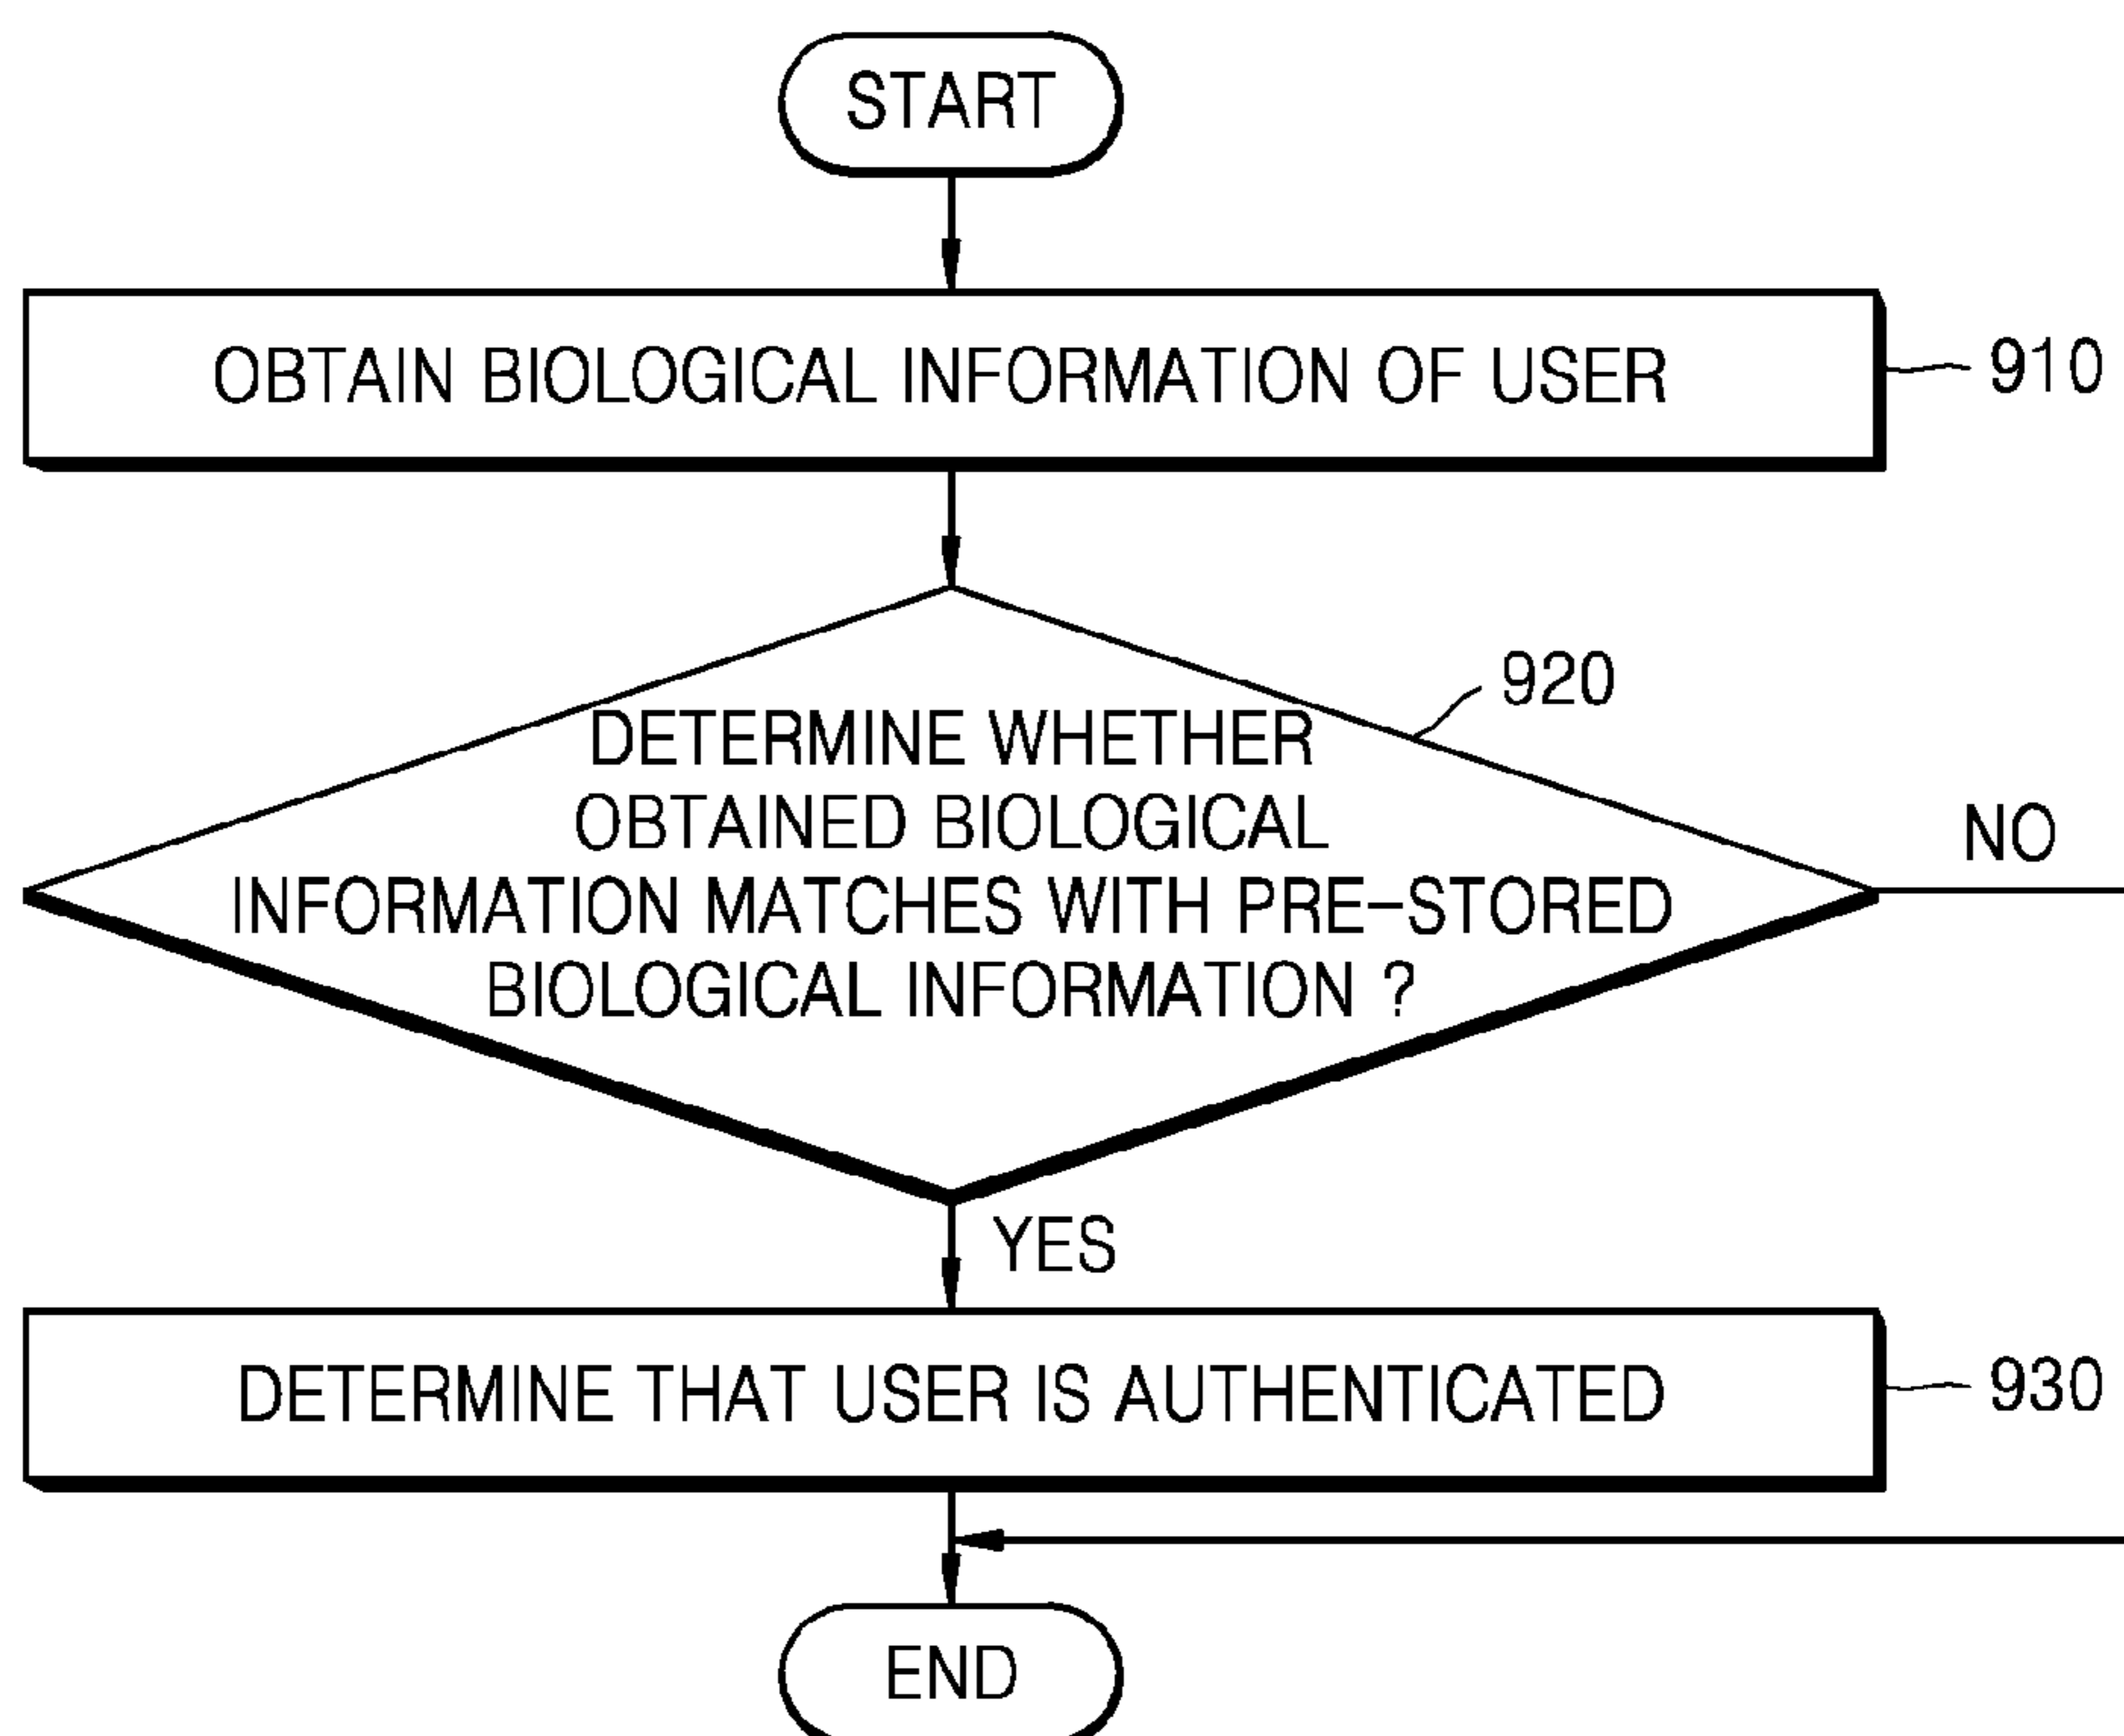 START
OBTAIN BIOLOGICAL INFORMATION OF USER
910
920
DETERMINE WHETHER
OBTAINED BIOLOGICAL
INFORMATION MATCHES WITH PRE-STORED
BIOLOGICAL INFORMATION ?
NO
YES
DETERMINE THAT USER IS AUTHENTICATED
930
END